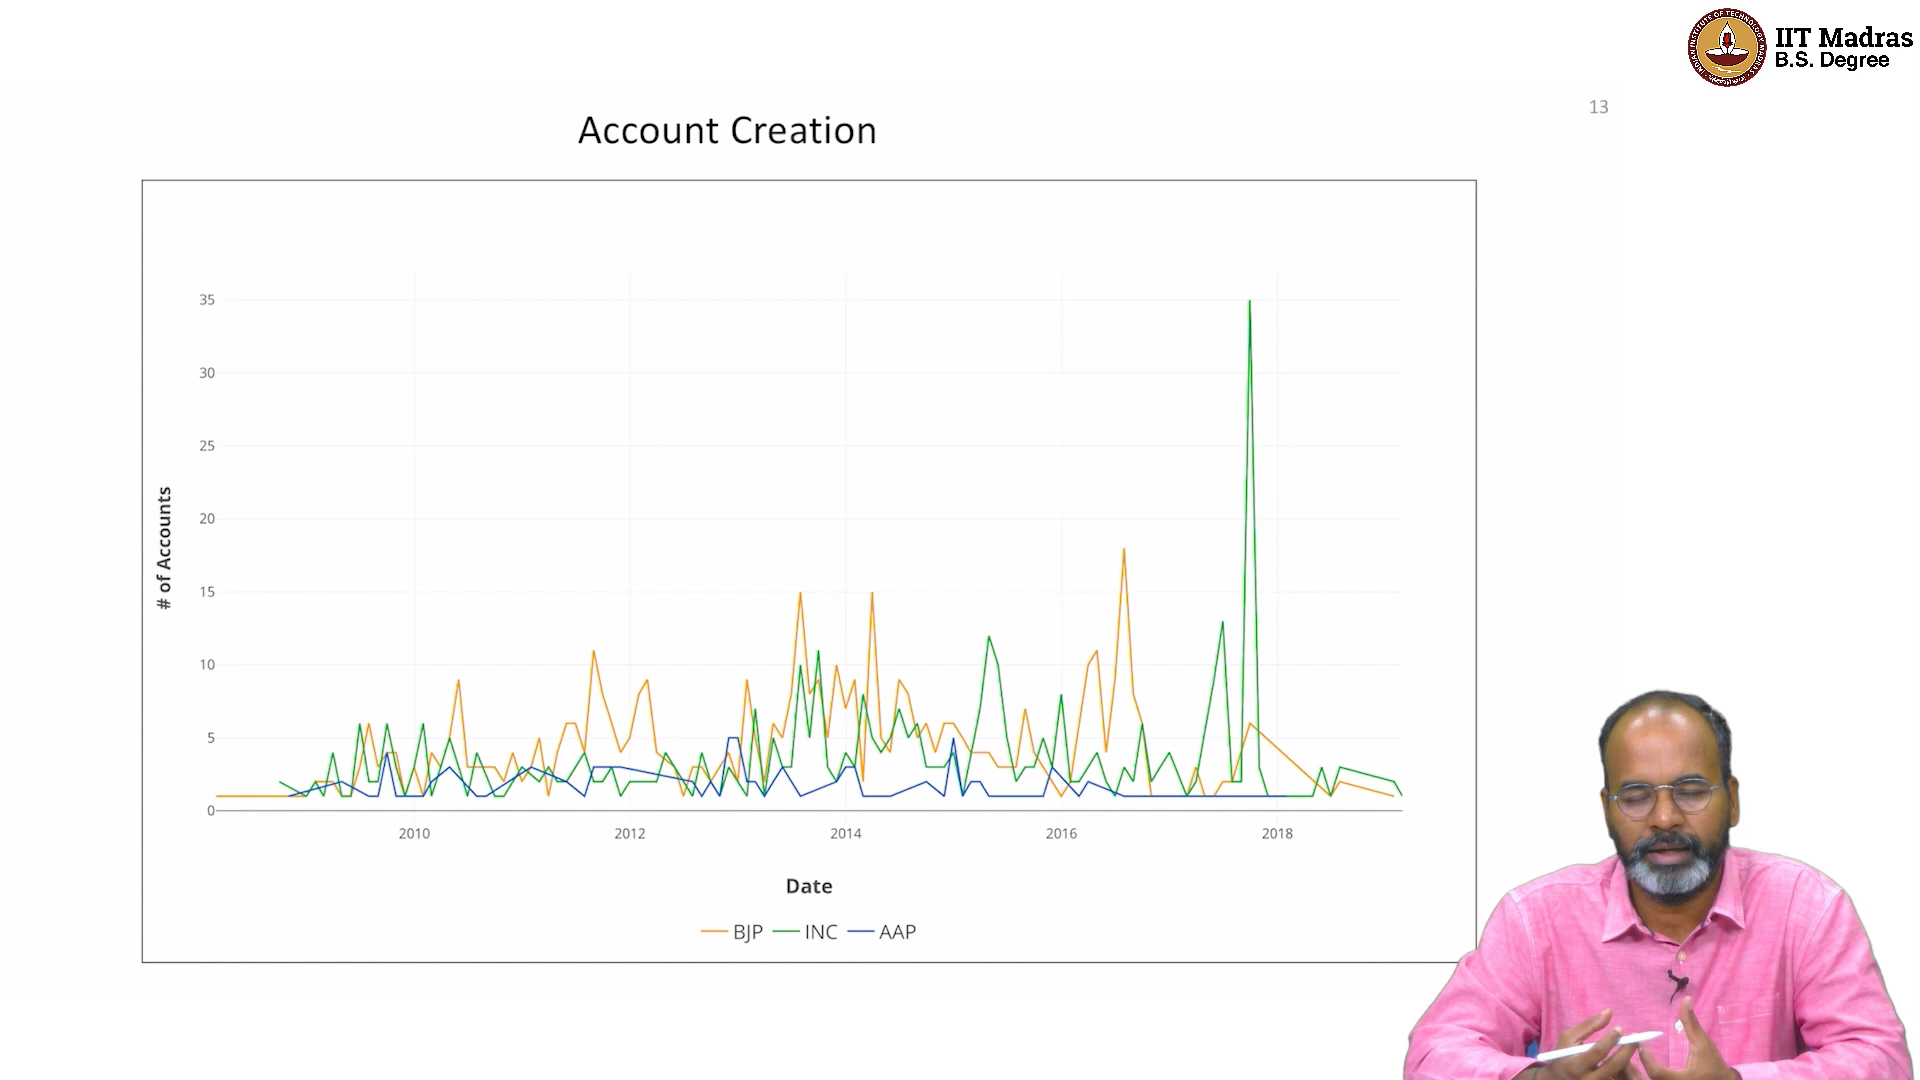 IIT Madras
B.S. Degree
13
Account Creation
# of Accounts
35
30
25
20
15
10
5
0
2010
2012
2014
2016
2018
Date
BJP
INC
AAP